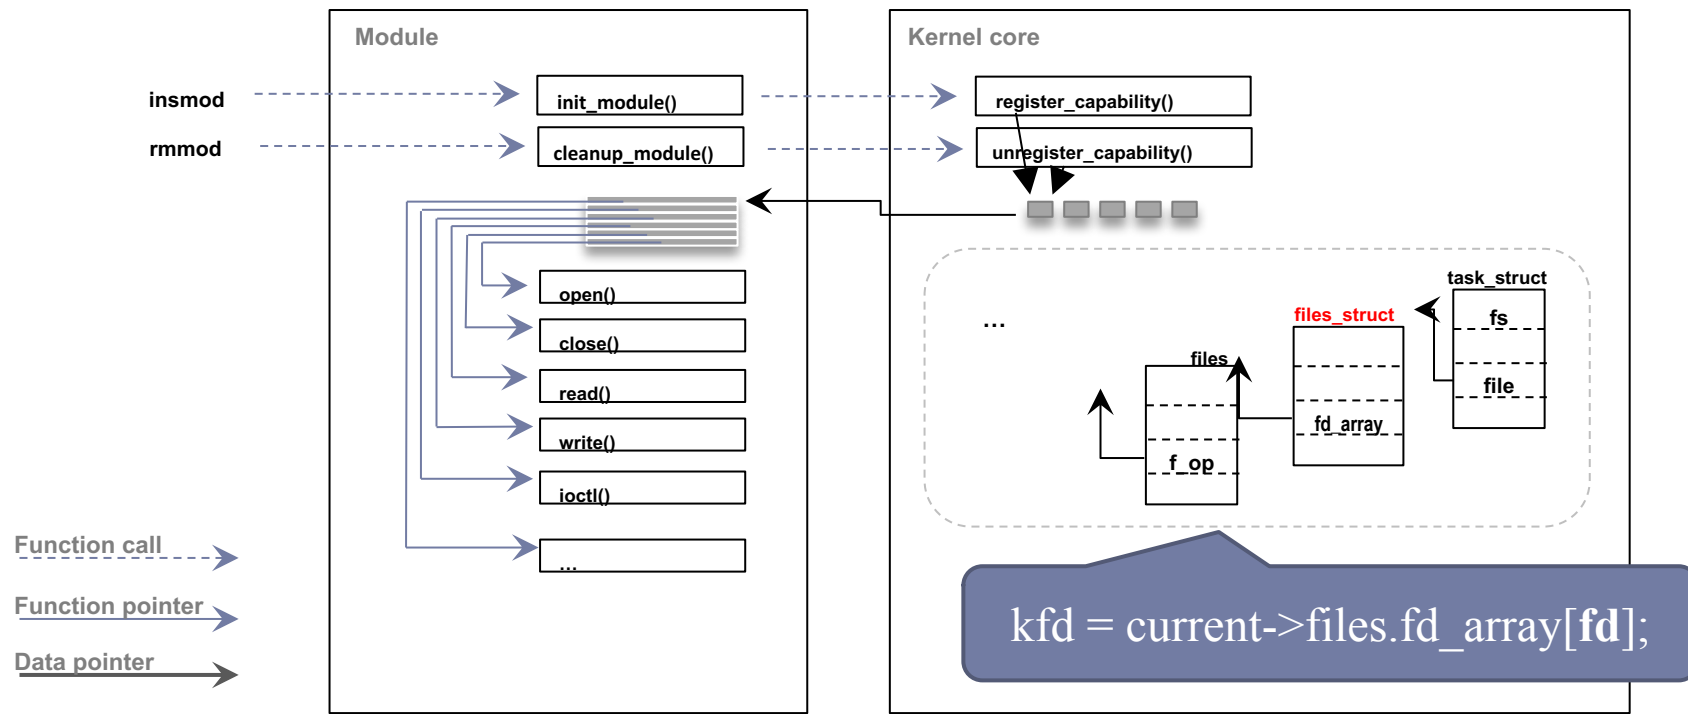 Module
Kernel core
insmod
init_module()
register_capability()
rmmod
cleanup_module()
unregister_capability()
open()
close()
read()
write()
ioctl()
…
…
task_struct
fs
file
files_struct
fd_array
files
f_op
Function call
Function pointer
Data pointer
kfd = current->files.fd_array[fd];